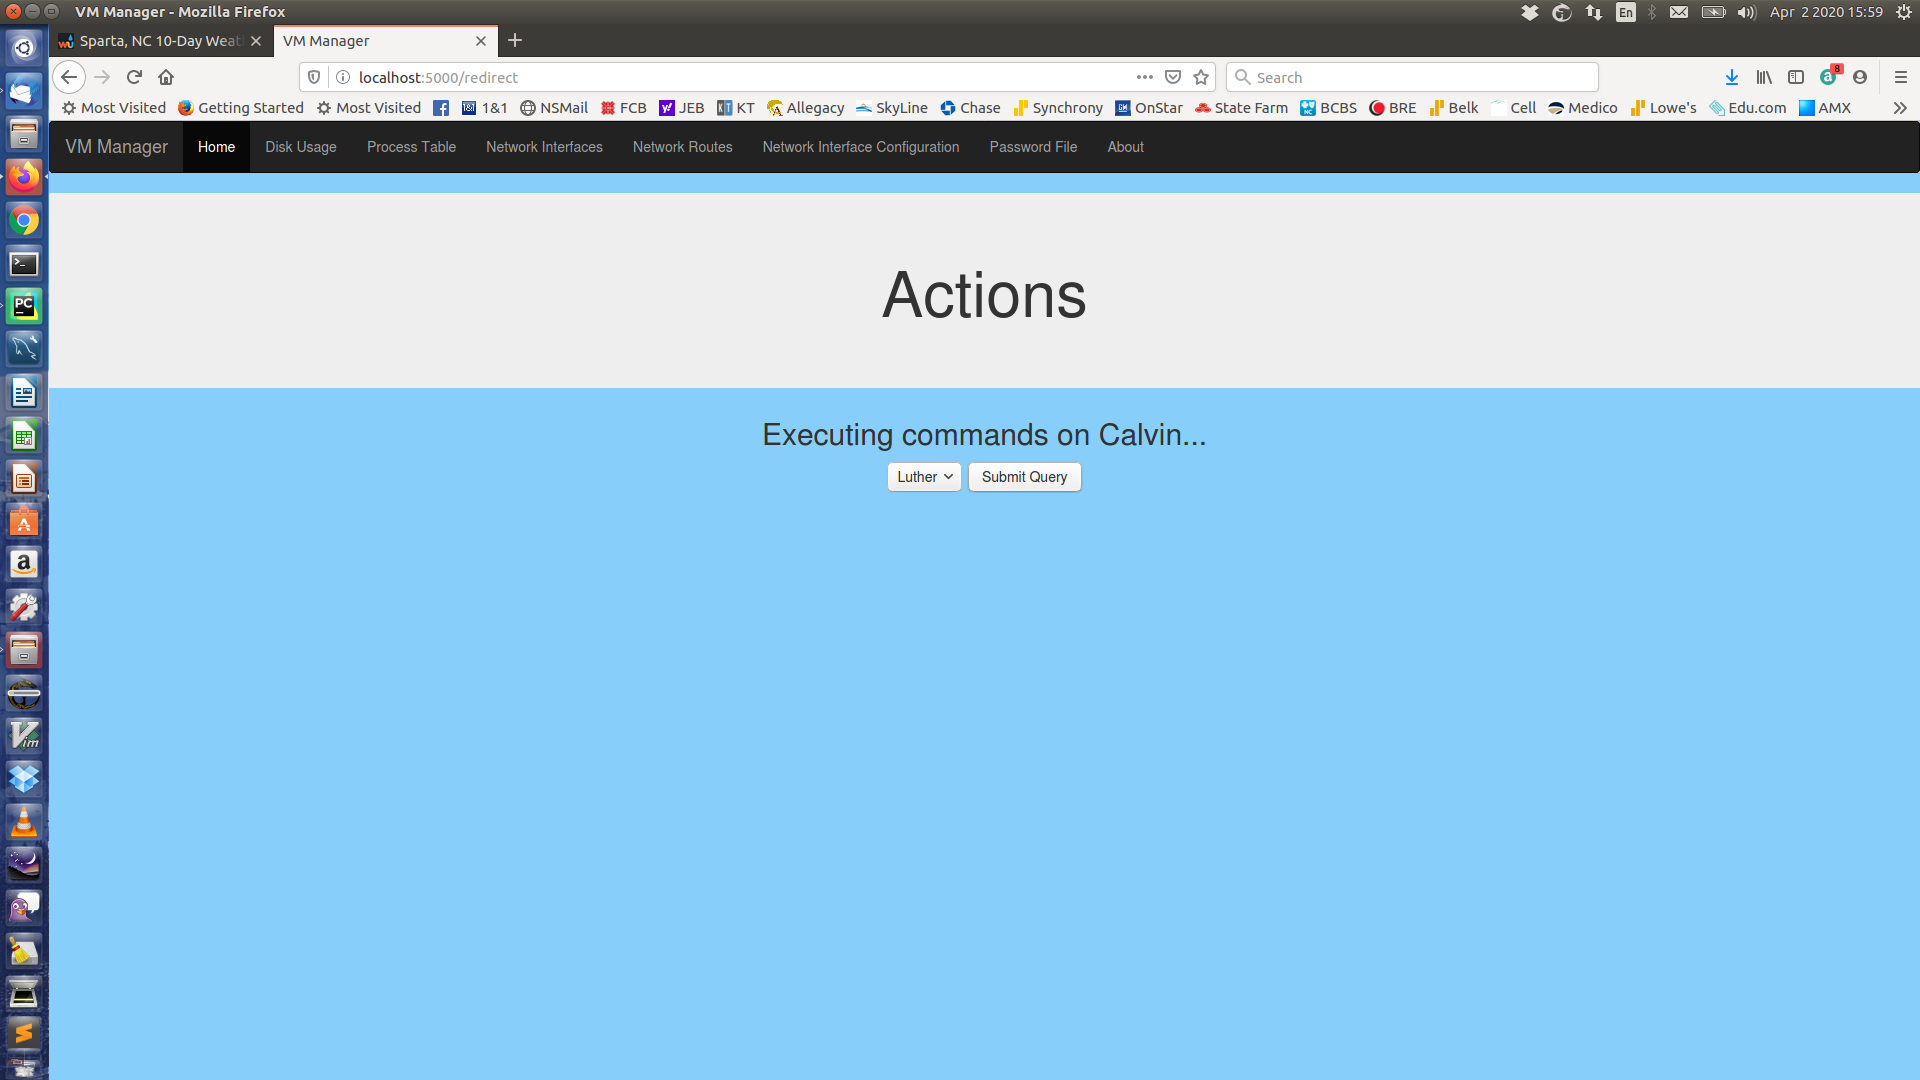 VM Manager - Mozilla Firefox
En
Apr 2 2020 15:59
Sparta, NC 10-Day Weat
VM Manager
localhost:5000/redirect
Search
8
Most Visited Getting Started Most Visited 1&1 NSMail FCB JEB KT Allegacy SkyLine Chase Synchrony OnStar State Farm BCBS BRE Belk Cell Medico Lowe's Edu.com AMX
VM Manager Home Disk Usage Process Table Network Interfaces Network Routes Network Interface Configuration Password File About
Actions
Executing commands on Calvin...
Luther Submit Query
PC
Vim